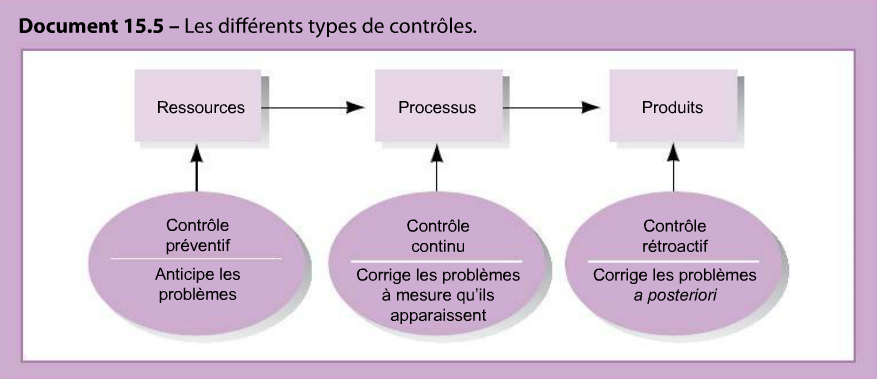 Document 15.5 – Les différents types de contrôles.
Ressources
Processus
Produits
Contrôle
préventif
Anticipe les
problèmes
Contrôle
continu
Corrige les problèmes
à mesure qu'ils
apparaissent
Contrôle
rétroactif
Corrige les problèmes
a posteriori